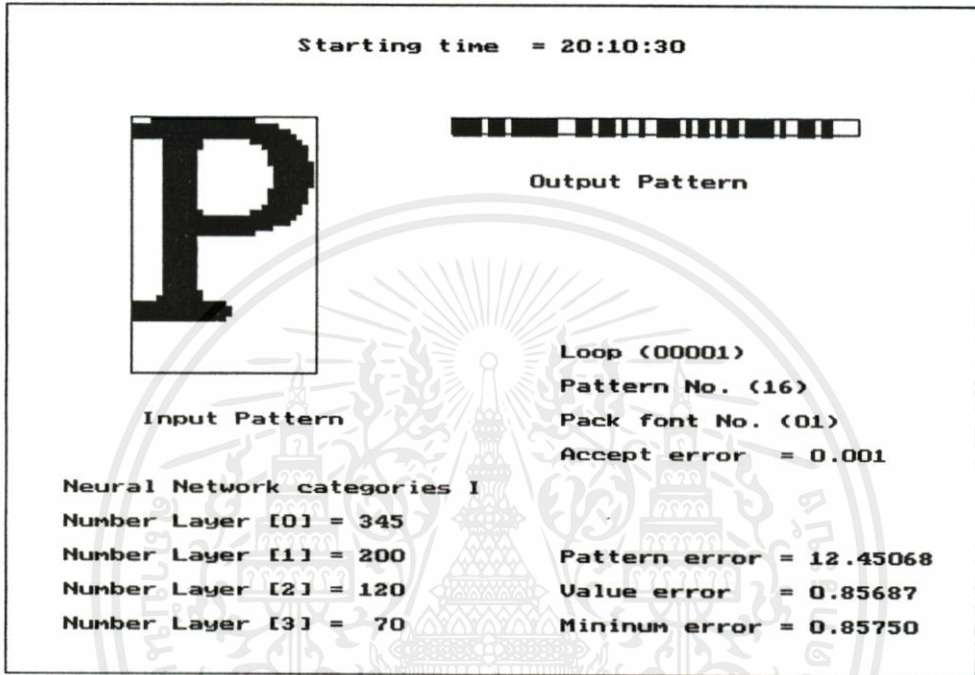 Starting time = 20:10:30
P
Output Pattern
Input Pattern
Loop (00001)
Pattern No. (16)
Pack font No. (01)
Accept error = 0.001
Neural Network categories I
Number Layer [0] = 345
Number Layer [1] = 200
Number Layer [2] = 120
Number Layer [3] = 70
Pattern error = 12.45068
Value error = 0.85687
Mininum error = 0.85750